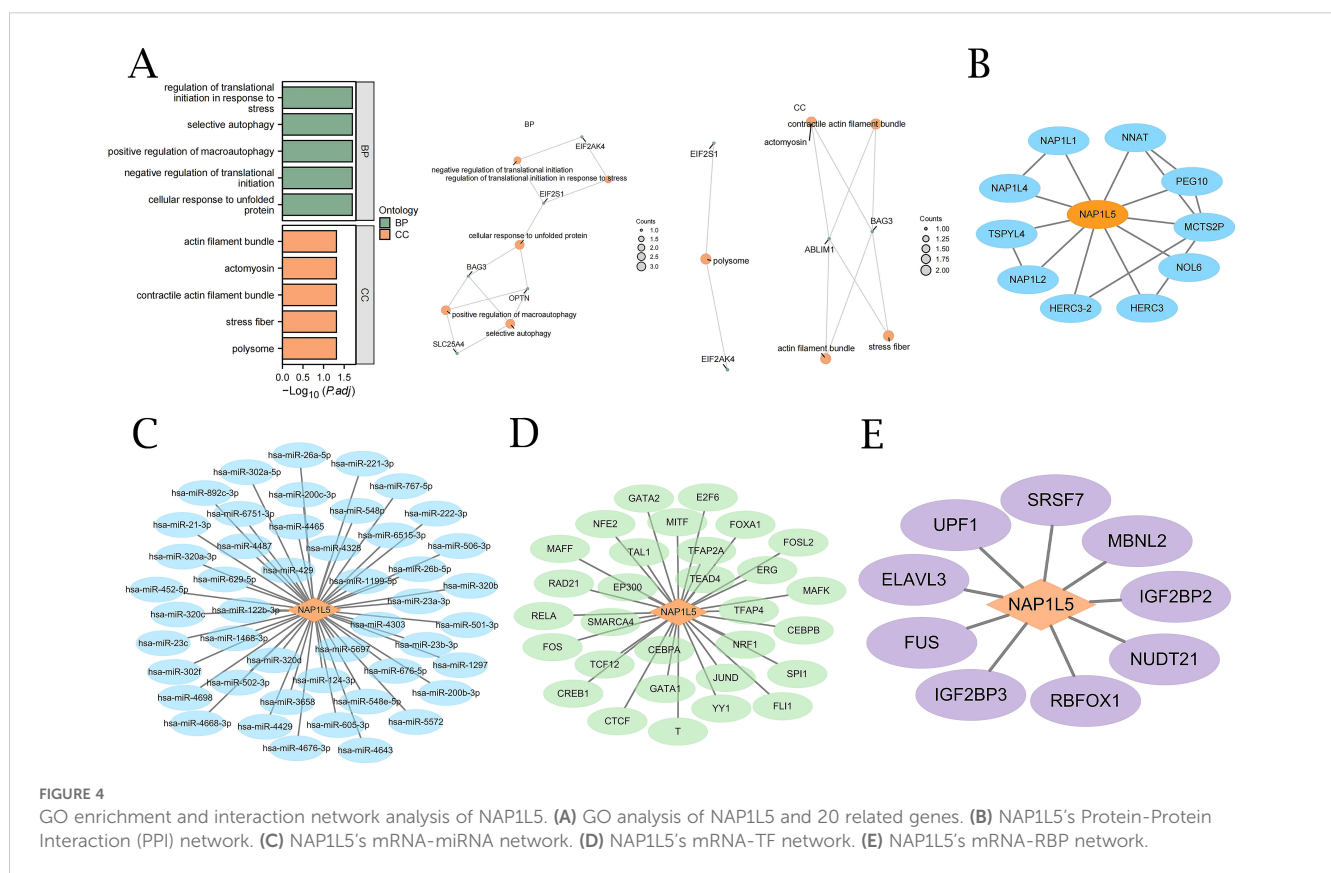 A
regulation of translational
initiation in response to
stress
selective autophagy
positive regulation of macroautophagy
negative regulation of translational
initiation
cellular response to unfolded
protein
actin filament bundle
actomyosin
contractile actin filament bundle
stress fiber
polysome
0.0 0.5 1.0 1.5
−Log10 (P.adj)
BP
CC
Ontology
BP
CC
BP
EIF2AK4
negative regulation of translational initiation
regulation of translational initiation in response to stress
EIF2S1
cellular response to unfolded protein
BAG3
OPTN
positive regulation of macroautophagy
selective autophagy
SLC25A4
Counts
1.0
1.5
2.0
2.5
3.0
EIF2S1
polysome
EIF2AK4
CC
contractile actin filament bundle
actomyosin
BAG3
ABLIM1
actin filament bundle
stress fiber
Counts
1.00
1.25
1.50
1.75
2.00
B
NAP1L1
NNAT
NAP1L4
PEG10
NAP1L5
TSPYL4
MCTS2P
NAP1L2
NOL6
HERC3-2
HERC3
C
hsa-miR-26a-5p
hsa-miR-221-3p
hsa-miR-302a-5p
hsa-miR-767-5p
hsa-miR-892c-3p
hsa-miR-200c-3p
hsa-miR-548p
hsa-miR-222-3p
hsa-miR-6751-3p
hsa-miR-21-3p
hsa-miR-4465
hsa-miR-6515-3p
hsa-miR-4487
hsa-miR-4328
hsa-miR-506-3p
hsa-miR-320a-3p
hsa-miR-429
hsa-miR-26b-5p
hsa-miR-629-5p
hsa-miR-1199-5p
hsa-miR-320b
hsa-miR-452-5p
hsa-miR-23a-3p
hsa-miR-122b-3p
NAP1L5
hsa-miR-320c
hsa-miR-4303
hsa-miR-501-3p
hsa-miR-23c
hsa-miR-1468-3p
hsa-miR-5697
hsa-miR-23b-3p
hsa-miR-302f
hsa-miR-320d
hsa-miR-676-5p
hsa-miR-1297
hsa-miR-502-3p
hsa-miR-124-3p
hsa-miR-200b-3p
hsa-miR-4698
hsa-miR-3658
hsa-miR-548e-5p
hsa-miR-4668-3p
hsa-miR-4429
hsa-miR-605-3p
hsa-miR-5572
hsa-miR-4676-3p
hsa-miR-4643
D
GATA2
E2F6
NFE2
MITF
FOXA1
MAFF
TAL1
TFAP2A
FOSL2
RAD21
EP300
TEAD4
ERG
MAFK
RELA
SMARCA4
NAP1L5
TFAP4
CEBPB
FOS
CEBPA
NRF1
TCF12
SPI1
CREB1
GATA1
JUND
FLI1
CTCF
YY1
T
E
SRSF7
UPF1
MBNL2
ELAVL3
NAP1L5
IGF2BP2
FUS
NUDT21
IGF2BP3
RBFOX1
FIGURE 4
GO enrichment and interaction network analysis of NAP1L5. (A) GO analysis of NAP1L5 and 20 related genes. (B) NAP1L5's Protein-Protein
Interaction (PPI) network. (C) NAP1L5's mRNA-miRNA network. (D) NAP1L5's mRNA-TF network. (E) NAP1L5's mRNA-RBP network.